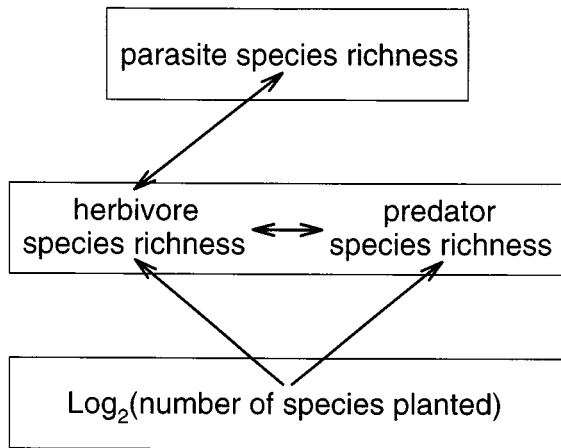 parasite species richness
herbivore predator
species richness species richness
Log₂(number of species planted)